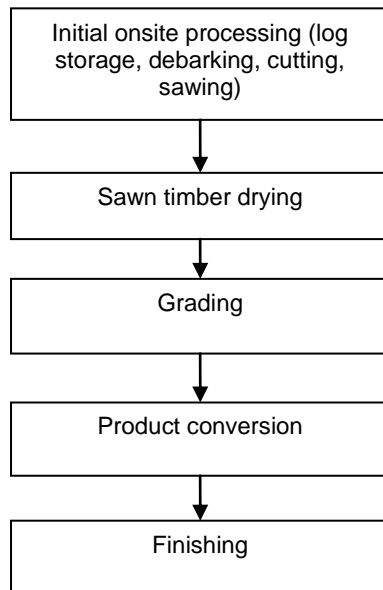 Initial onsite processing (log
storage, debarking, cutting,
sawing)
Sawn timber drying
Grading
Product conversion
Finishing